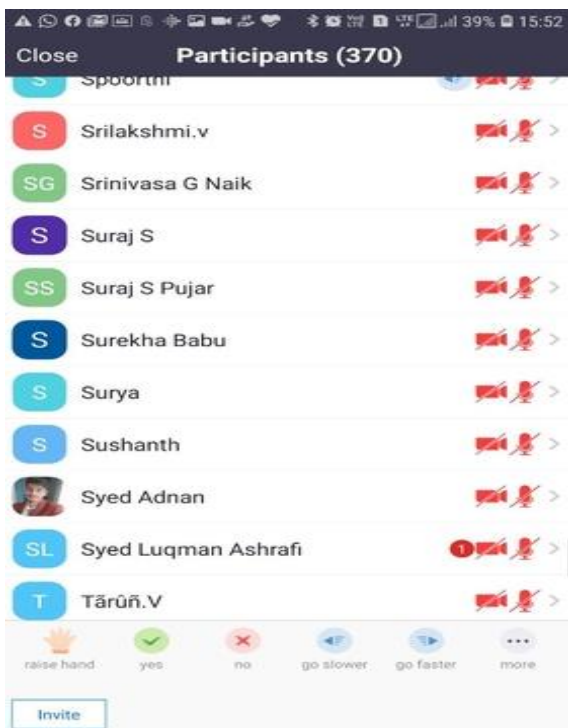 39% 15:52
Close Participants (370)
S Spoorthi
S Srilakshmi.v
SG Srinivasa G Naik
S Suraj S
SS Suraj S Pujar
S Surekha Babu
S Surya
S Sushanth
Syed Adnan
SL Syed Luqman Ashrafi 1
T Tãrûñ.V
raise hand yes no go slower go faster more
Invite